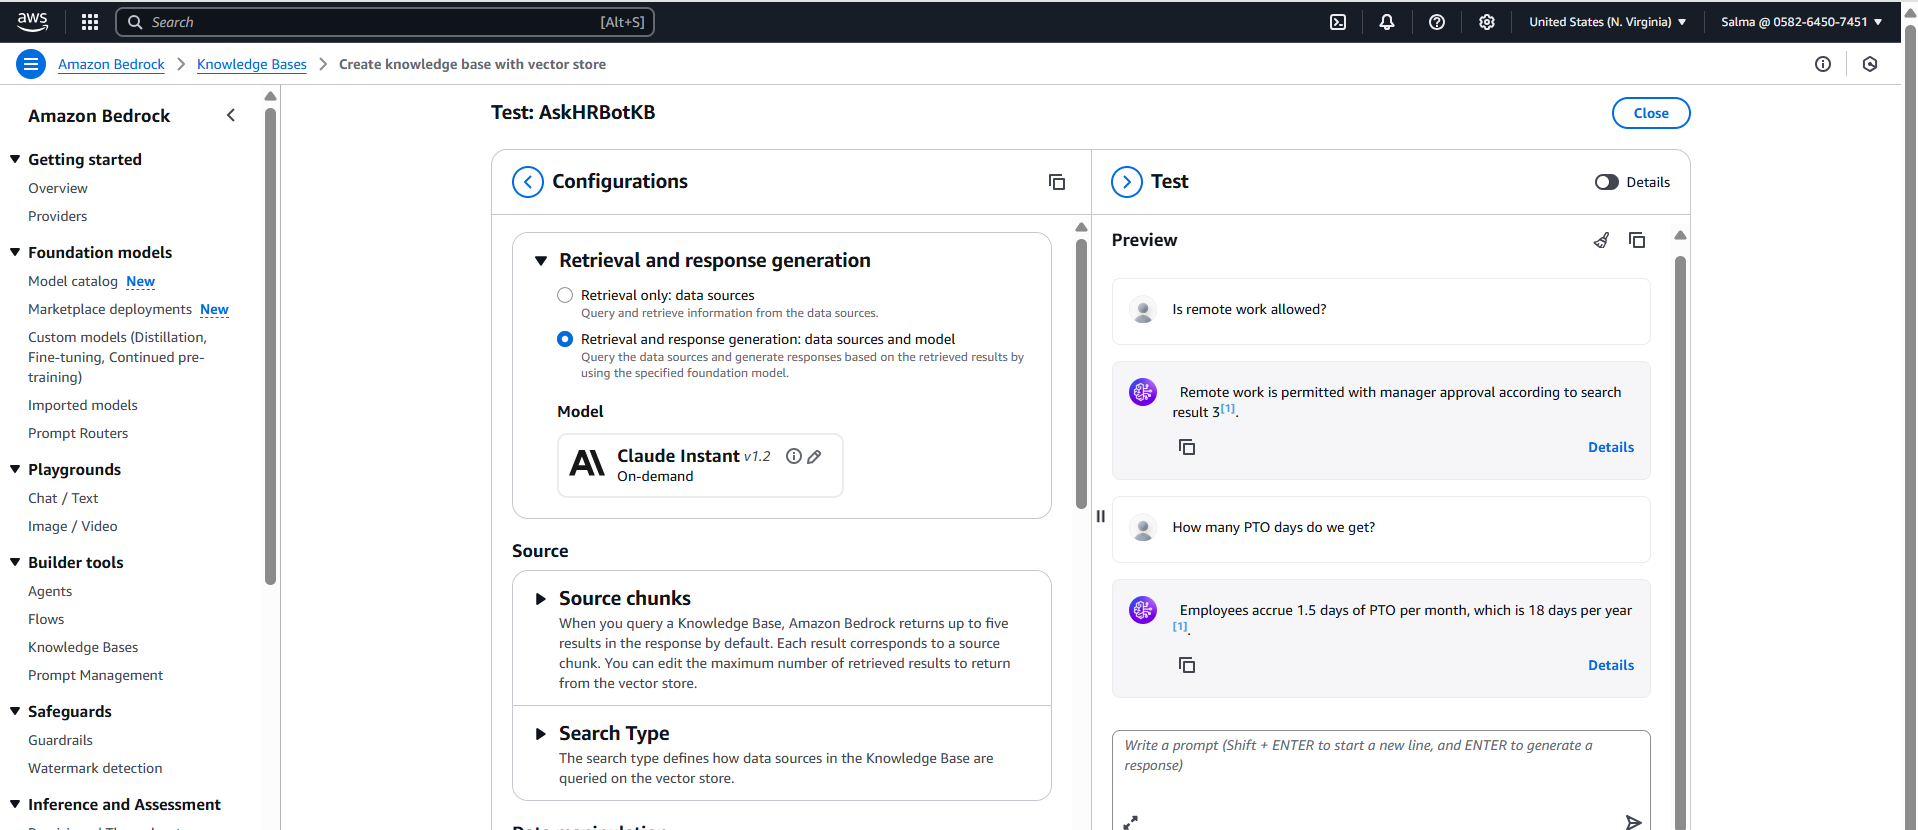 aws
Search
[Alt+S]
United States (N. Virginia)
Salma @ 0582-6450-7451
Amazon Bedrock
Knowledge Bases
Create knowledge base with vector store
Amazon Bedrock
Getting started
Overview
Providers
Foundation models
Model catalog New
Marketplace deployments New
Custom models (Distillation,
Fine-tuning, Continued pre-
training)
Imported models
Prompt Routers
Playgrounds
Chat / Text
Image / Video
Builder tools
Agents
Flows
Knowledge Bases
Prompt Management
Safeguards
Guardrails
Watermark detection
Inference and Assessment
Test: AskHRBotKB
Close
Configurations
Retrieval and response generation
Retrieval only: data sources
Query and retrieve information from the data sources.
Retrieval and response generation: data sources and model
Query the data sources and generate responses based on the retrieved results by
using the specified foundation model.
Model
Claude Instant v1.2
On-demand
Source
Source chunks
When you query a Knowledge Base, Amazon Bedrock returns up to five
results in the response by default. Each result corresponds to a source
chunk. You can edit the maximum number of retrieved results to return
from the vector store.
Search Type
The search type defines how data sources in the Knowledge Base are
queried on the vector store.
Test
Details
Preview
Is remote work allowed?
Remote work is permitted with manager approval according to search
result 3[1].
Details
How many PTO days do we get?
Employees accrue 1.5 days of PTO per month, which is 18 days per year
[1].
Details
Write a prompt (Shift + ENTER to start a new line, and ENTER to generate a
response)